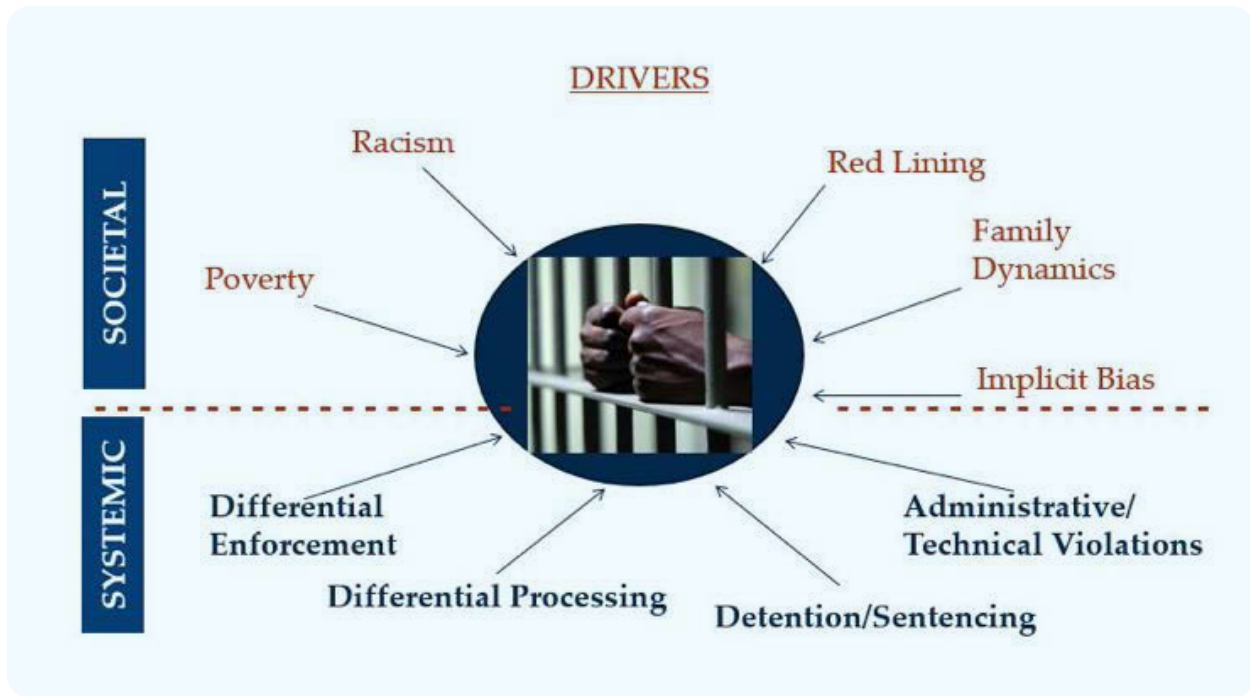 DRIVERS
SOCIETAL
Racism
Red Lining
Poverty
Family
Dynamics
Implicit Bias
SYSTEMIC
Differential
Enforcement
Differential Processing
Detention/Sentencing
Administrative/
Technical Violations